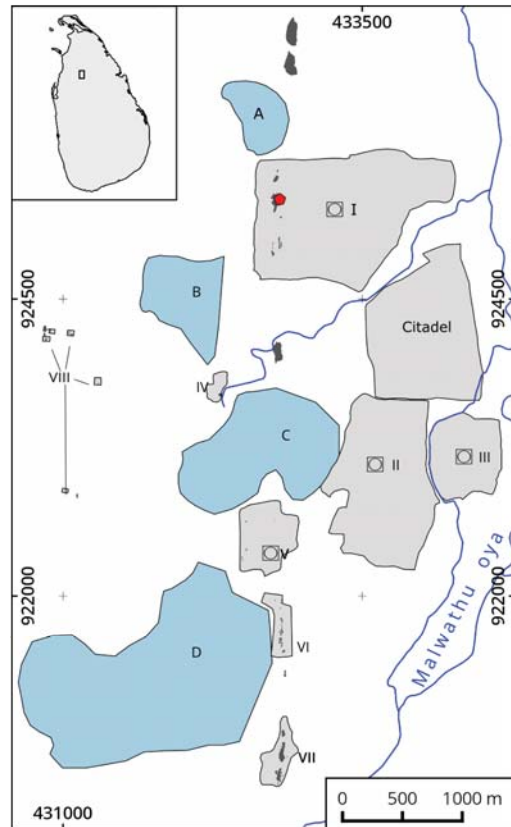 433500
A
I
924500
924500
B
Citadel
VIII
IV
C
II
III
V
922000
922000
Malwathu oya
D
VI
VII
431000
0 500 1000 m